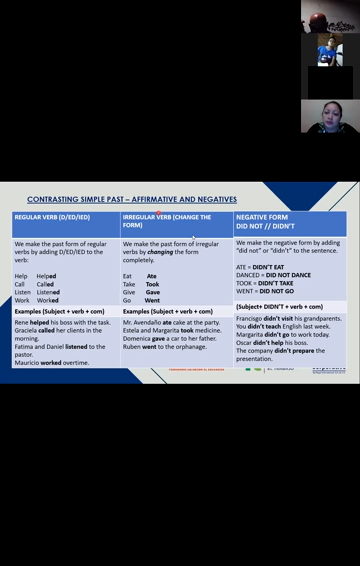 CONTRASTING SIMPLE PAST – AFFIRMATIVE AND NEGATIVES
REGULAR VERB (D/ED/IED)
We make the past form of regular
verbs by adding D/ED/IED to the
verb:
Help Helped
Call Called
Listen Listened
Work Worked
Examples (Subject + verb + com)
Rene helped his boss with the task.
Graciela called her clients in the
morning.
Fatima and Daniel listened to the
pastor.
Mauricio worked overtime.
IRREGULAR VERB (CHANGE THE
FORM)
We make the past form of irregular
verbs by changing the form
completely.
Eat Ate
Take Took
Give Gave
Go Went
Examples (Subject + verb + com)
Mr. Avendaño ate cake at the party.
Estela and Margarita took medicine.
Domenica gave a car to her father.
Ruben went to the orphanage.
NEGATIVE FORM
DID NOT // DIDN'T
We make the negative form by adding
"did not" or "didn't" to the sentence.
ATE = DIDN'T EAT
DANCED = DID NOT DANCE
TOOK = DIDN'T TAKE
WENT = DID NOT GO
(Subject+ DIDN'T + verb + com)
Francisgo didn't visit his grandparents.
You didn't teach English last week.
Margarita didn't go to work today.
Oscar didn't help his boss.
The company didn't prepare the
presentation.